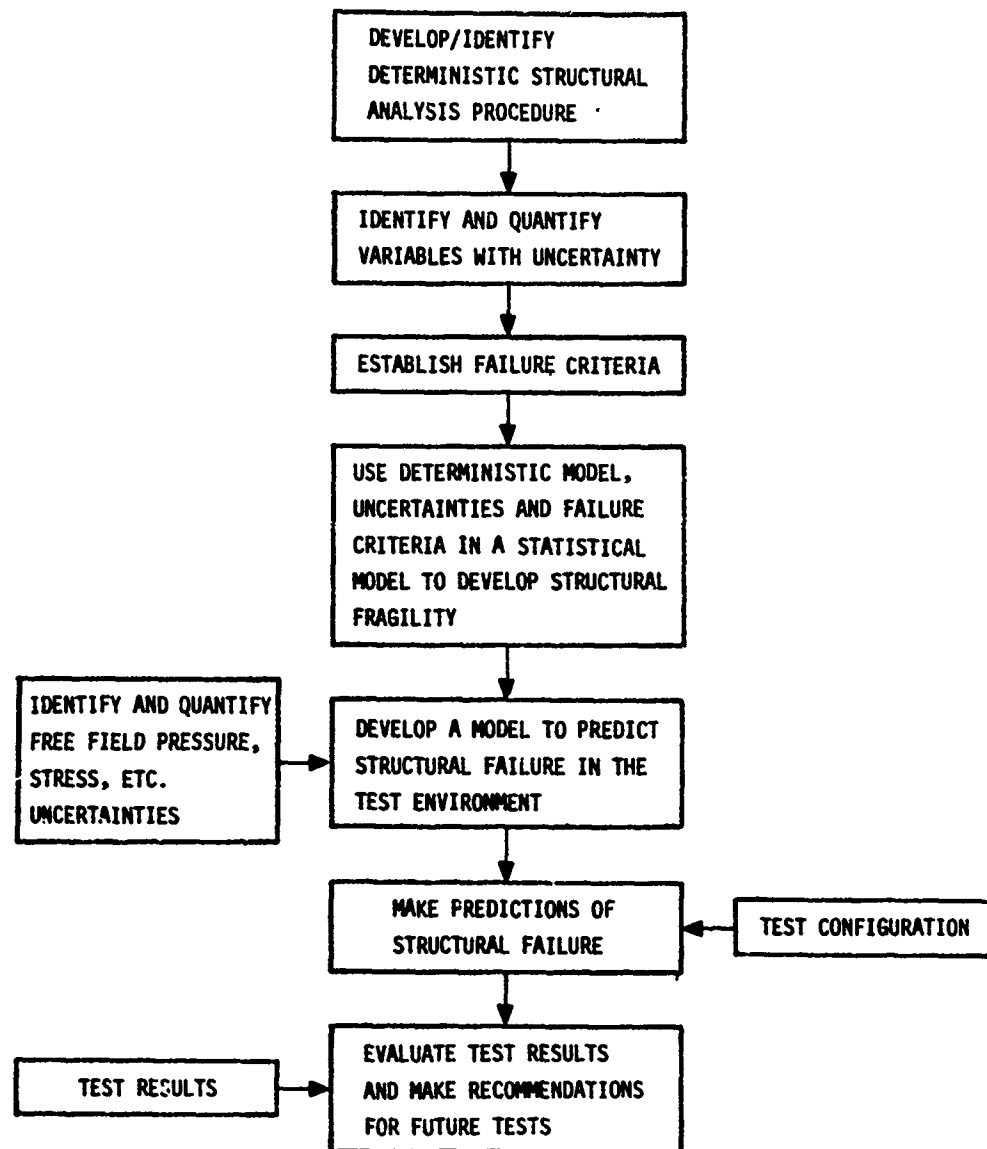 DEVELOP/IDENTIFY
DETERMINISTIC STRUCTURAL
ANALYSIS PROCEDURE
IDENTIFY AND QUANTIFY
VARIABLES WITH UNCERTAINTY
ESTABLISH FAILURE CRITERIA
USE DETERMINISTIC MODEL,
UNCERTAINTIES AND FAILURE
CRITERIA IN A STATISTICAL
MODEL TO DEVELOP STRUCTURAL
FRAGILITY
IDENTIFY AND QUANTIFY
FREE FIELD PRESSURE,
STRESS, ETC.
UNCERTAINTIES
DEVELOP A MODEL TO PREDICT
STRUCTURAL FAILURE IN THE
TEST ENVIRONMENT
MAKE PREDICTIONS OF
STRUCTURAL FAILURE
TEST CONFIGURATION
TEST RESULTS
EVALUATE TEST RESULTS
AND MAKE RECOMMENDATIONS
FOR FUTURE TESTS